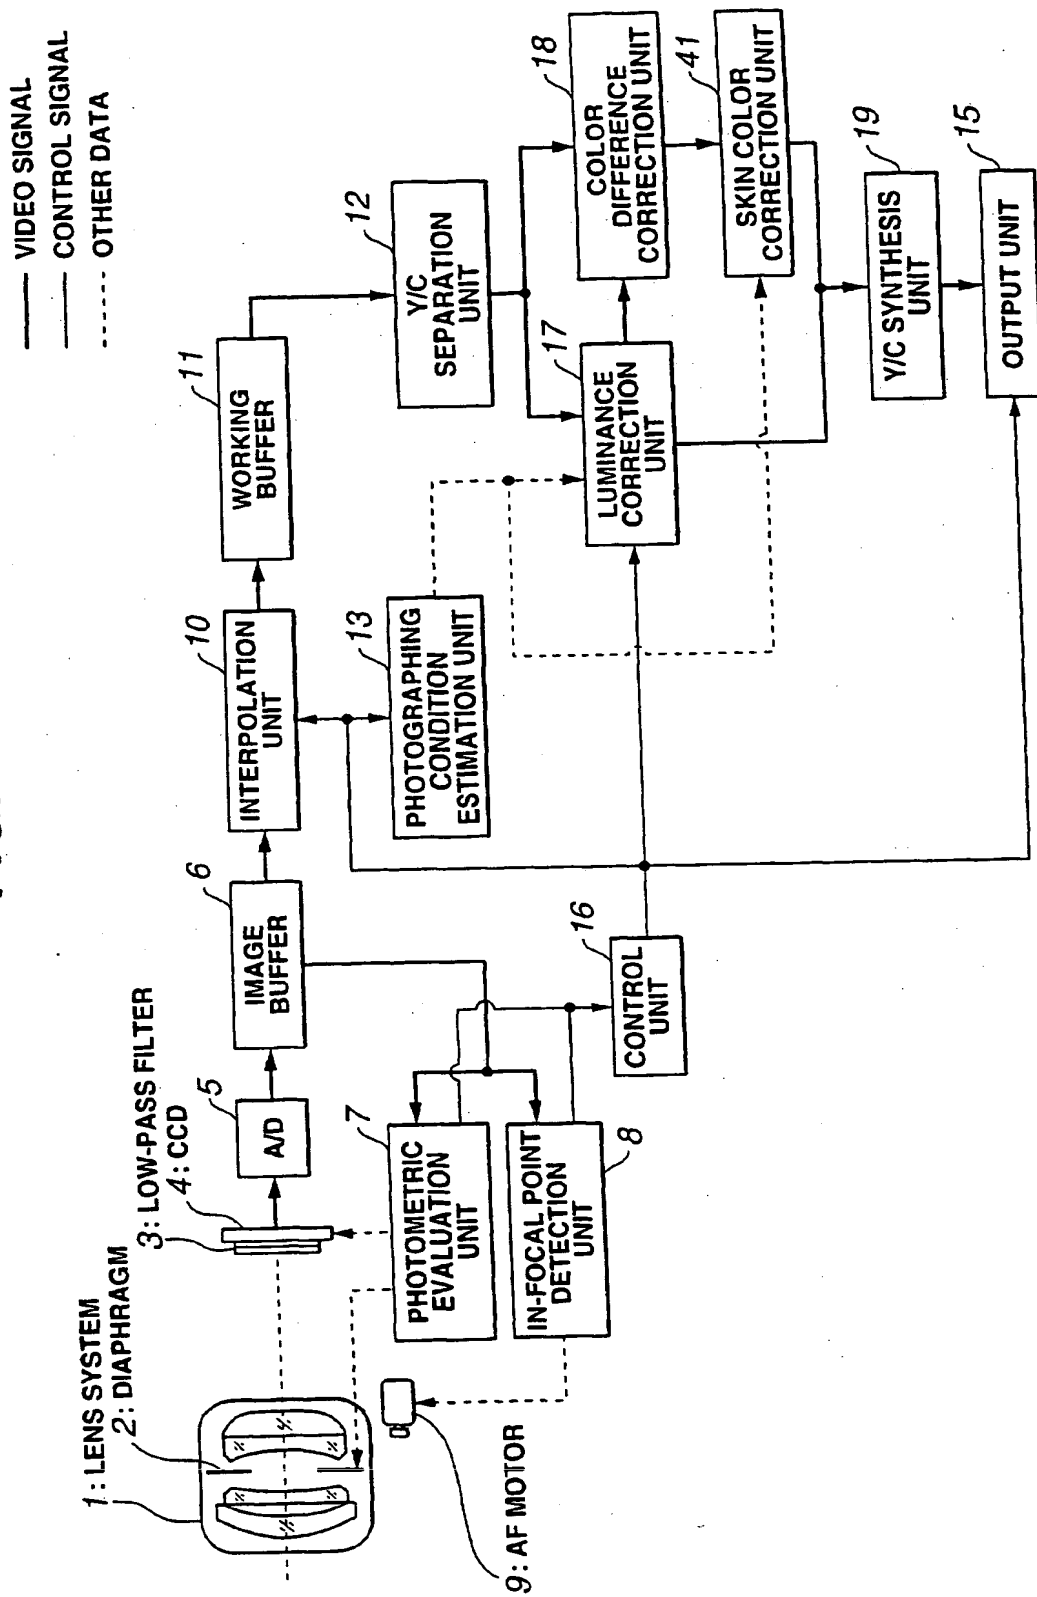 VIDEO SIGNAL
CONTROL SIGNAL
OTHER DATA
1: LENS SYSTEM
2: DIAPHRAGM
3: LOW-PASS FILTER
4: CCD
5
A/D
6
IMAGE
BUFFER
10
INTERPOLATION
UNIT
11
WORKING
BUFFER
12
Y/C
SEPARATION
UNIT
7
PHOTOMETRIC
EVALUATION
UNIT
8
IN-FOCAL POINT
DETECTION
UNIT
9: AF MOTOR
13
PHOTOGRAPHING
CONDITION
ESTIMATION UNIT
16
CONTROL
UNIT
17
LUMINANCE
CORRECTION
UNIT
18
COLOR
DIFFERENCE
CORRECTION UNIT
41
SKIN COLOR
CORRECTION UNIT
19
Y/C SYNTHESIS
UNIT
15
OUTPUT UNIT